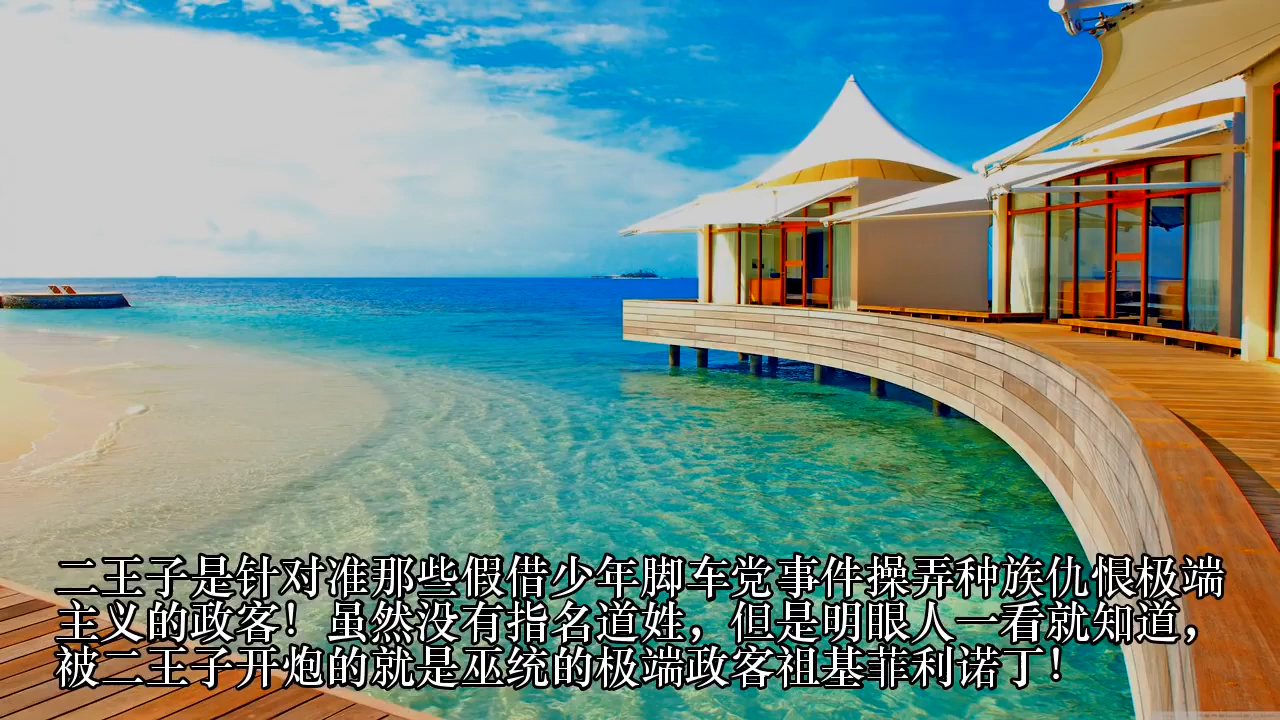 二王子是针对准那些假借少年脚车党事件操弄种族仇恨极端
主义的政客！虽然没有指名道姓，但是明眼人一看就知道，
被二王子开炮的就是巫统的极端政客祖基菲利诺丁！